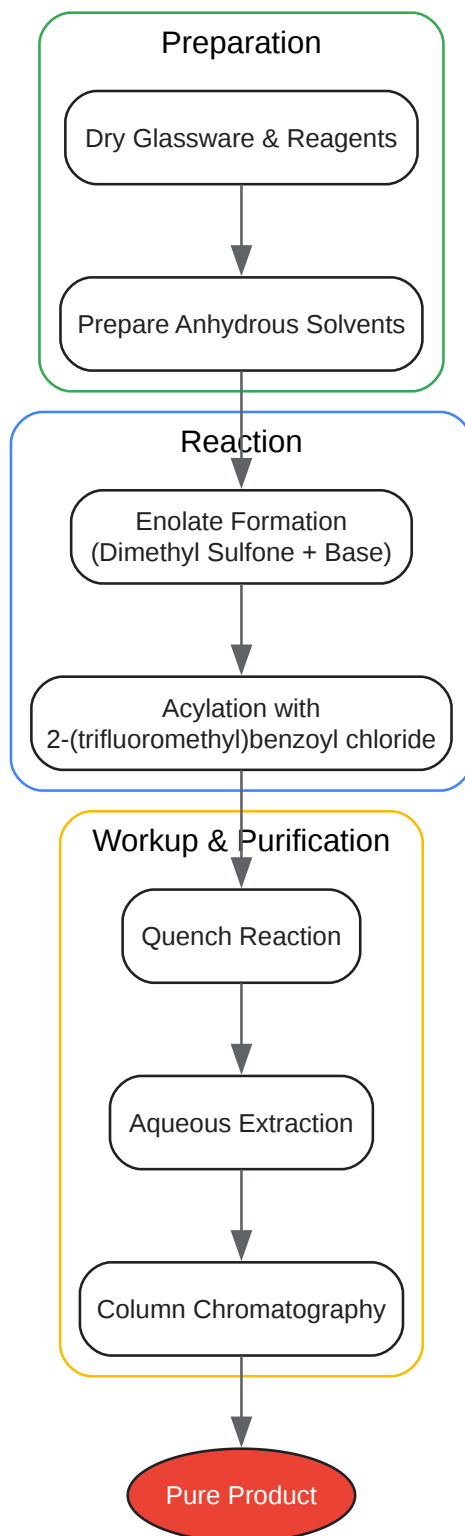 Preparation
Dry Glassware & Reagents
Prepare Anhydrous Solvents
Reaction
Enolate Formation
(Dimethyl Sulfone + Base)
Acylation with
2-(trifluoromethyl)benzoyl chloride
Workup & Purification
Quench Reaction
Aqueous Extraction
Column Chromatography
Pure Product